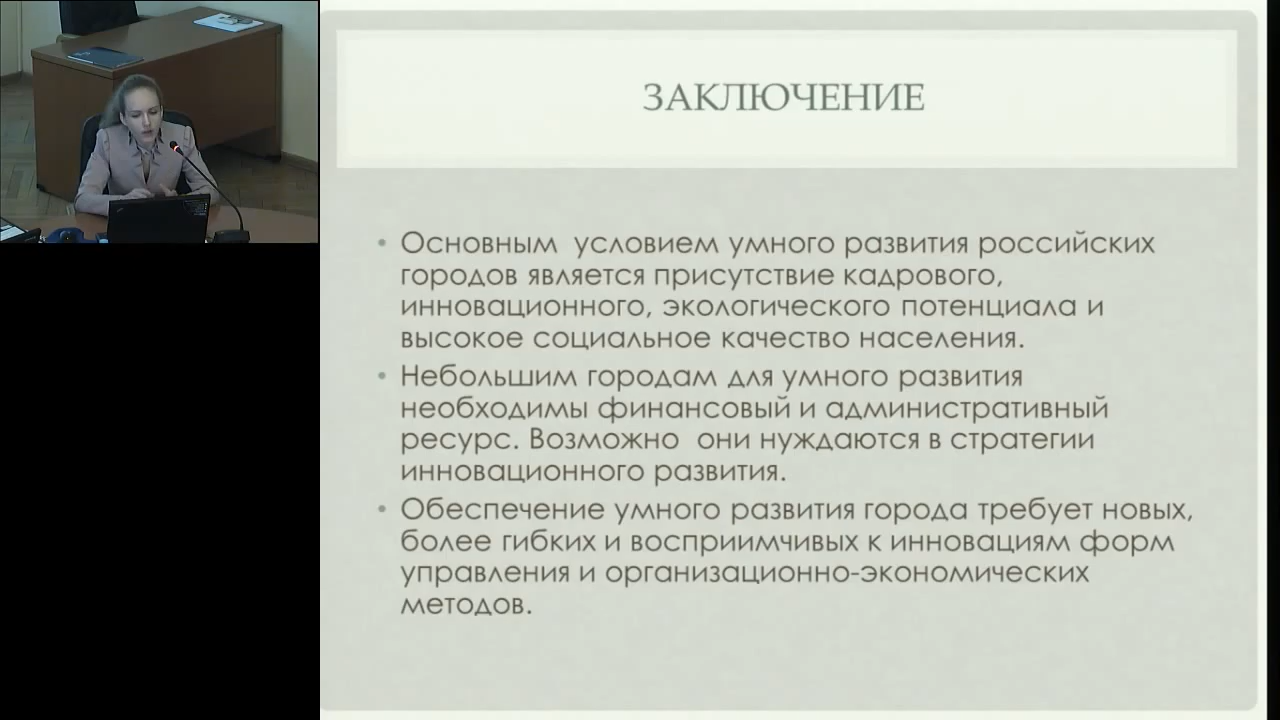 ЗАКЛЮЧЕНИЕ
• Основным условием умного развития российских
городов является присутствие кадрового,
инновационного, экологического потенциала и
высокое социальное качество населения.
• Небольшим городам для умного развития
необходимы финансовый и административный
ресурс. Возможно они нуждаются в стратегии
инновационного развития.
• Обеспечение умного развития города требует новых,
более гибких и восприимчивых к инновациям форм
управления и организационно-экономических
методов.